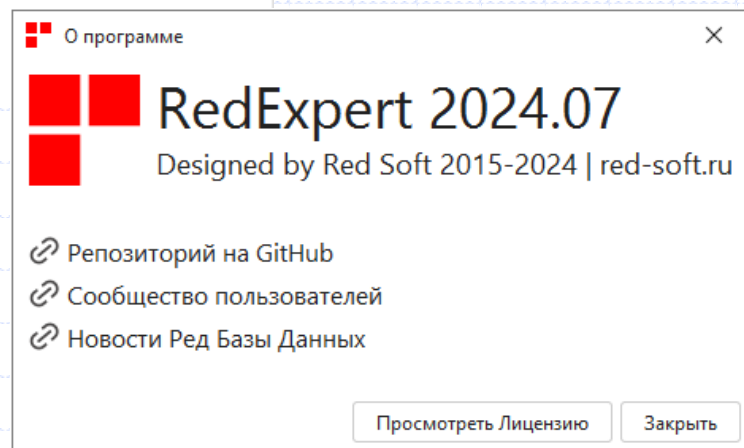 О программе
RedExpert 2024.07
Designed by Red Soft 2015-2024 | red-soft.ru
Репозиторий на GitHub
Сообщество пользователей
Новости Ред Базы Данных
Просмотреть Лицензию Закрыть